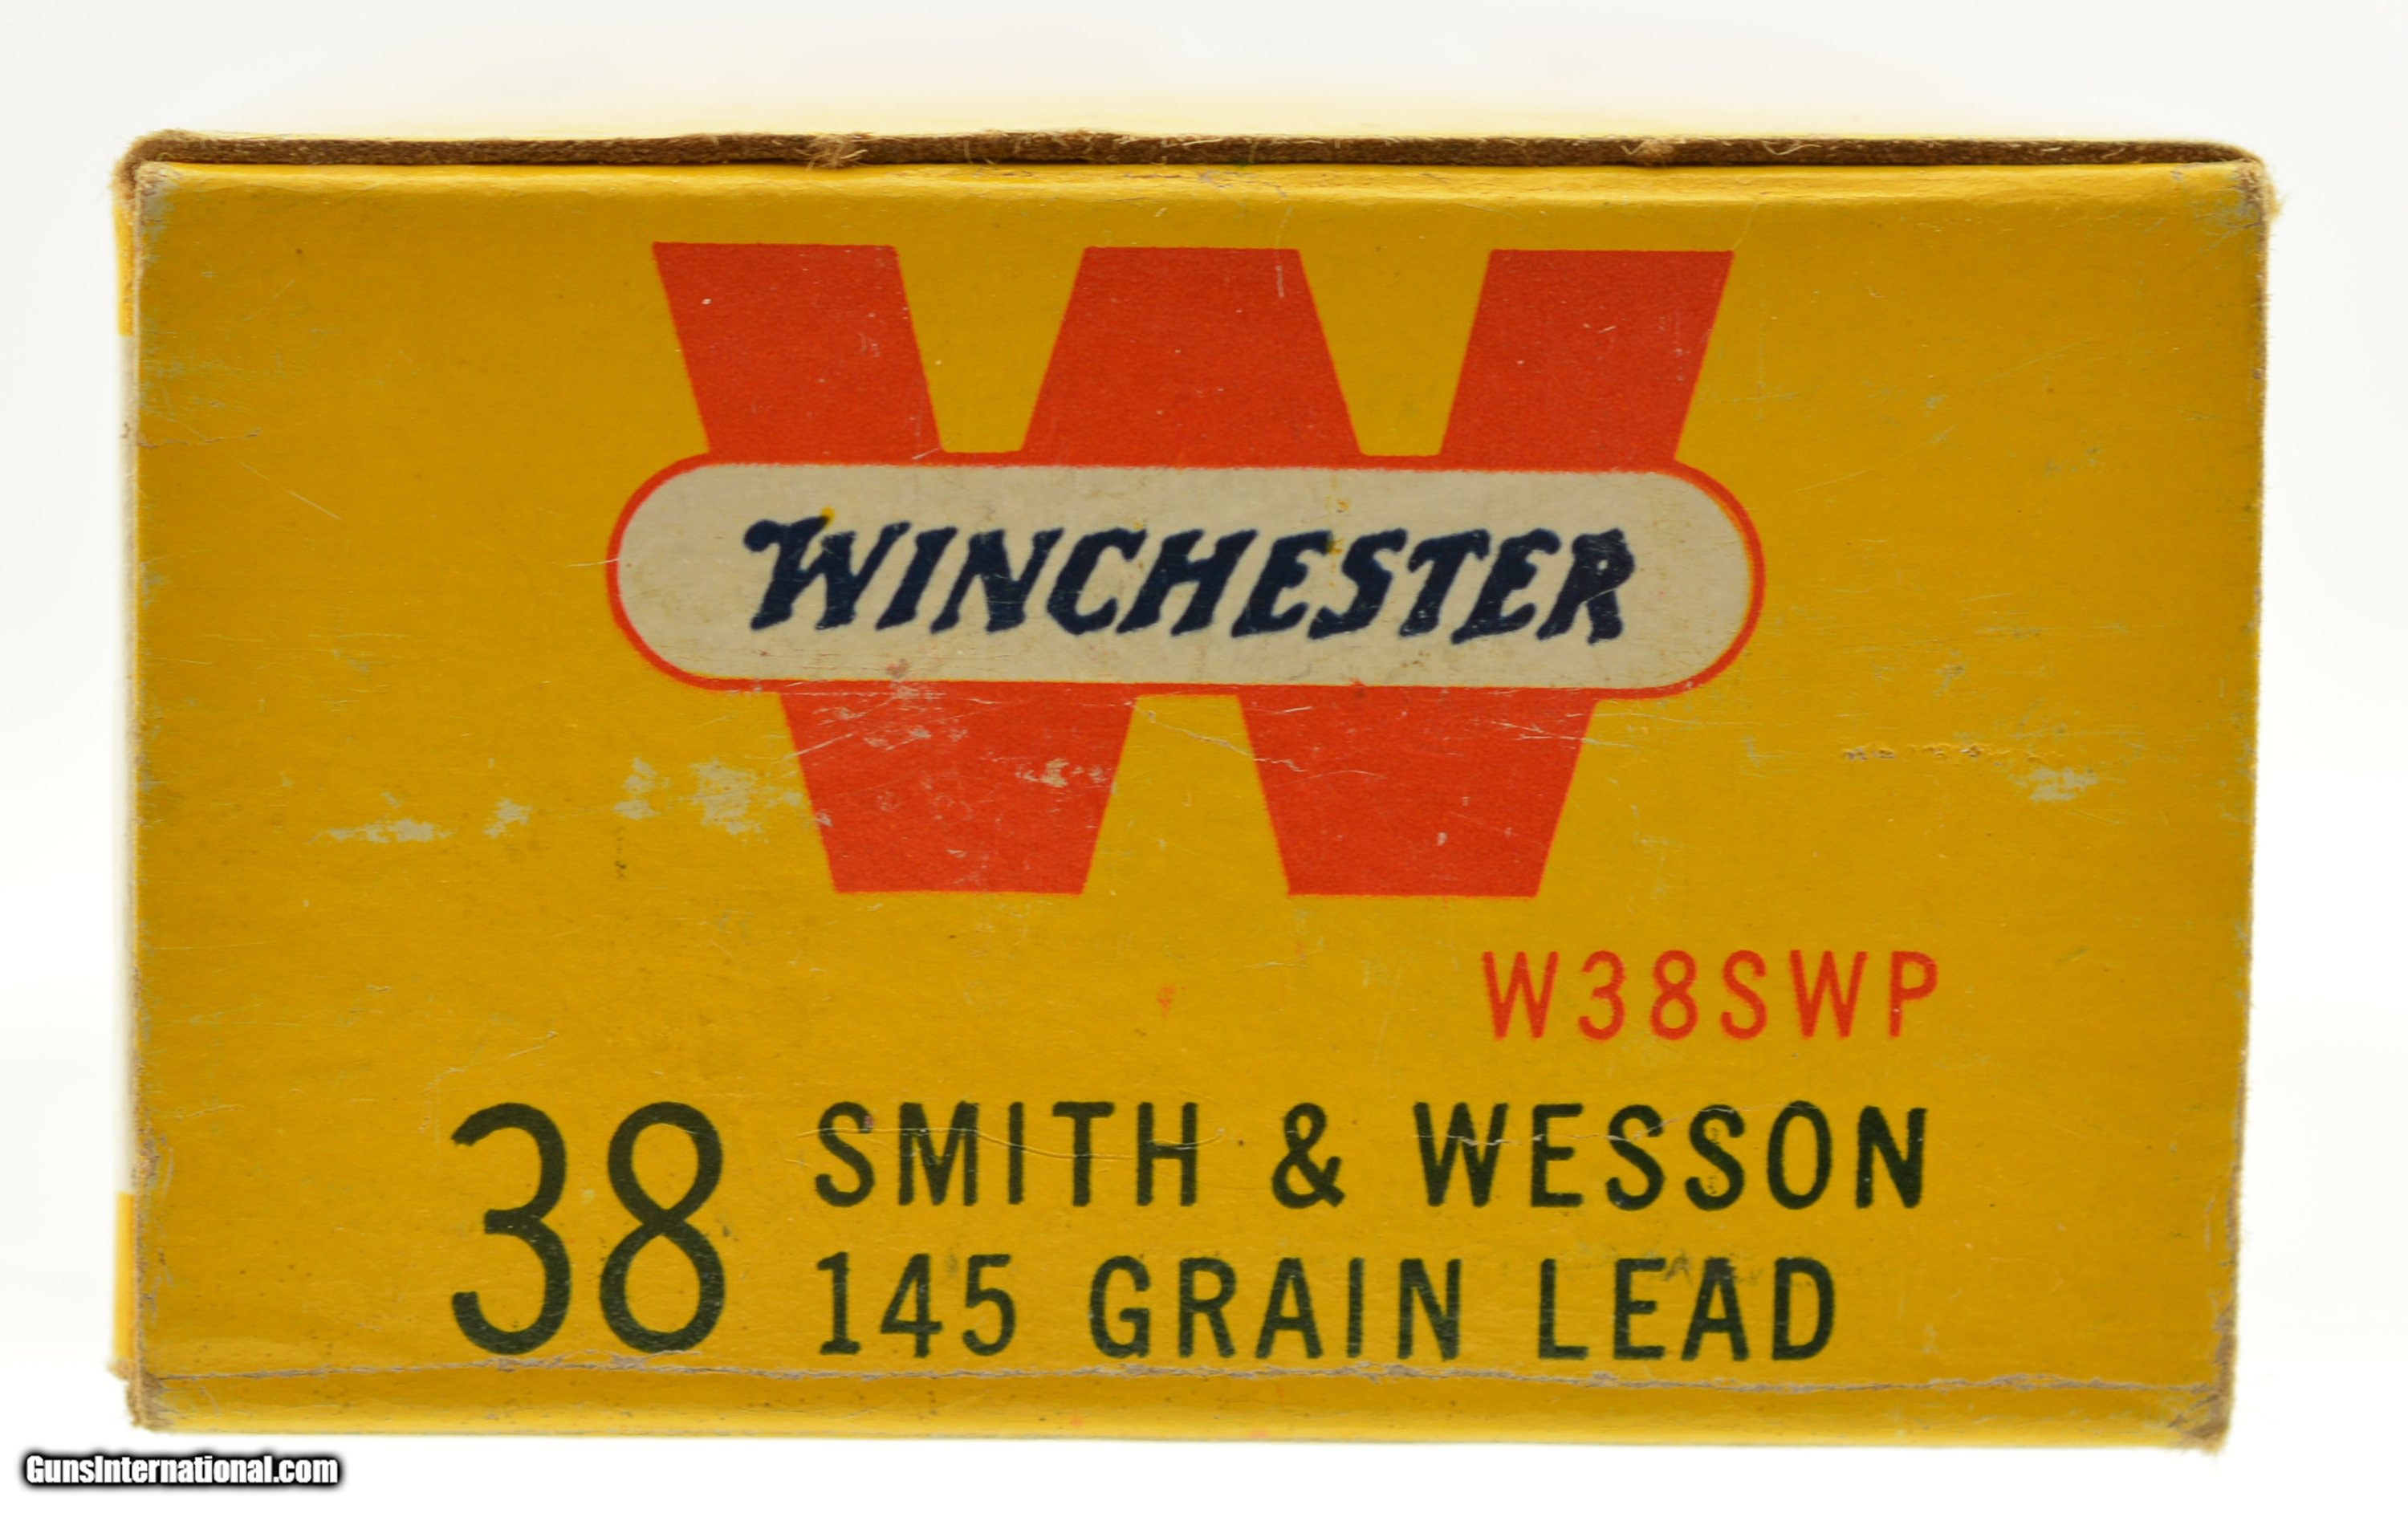 WINCHESTER
W38SWP
38 SMITH & WESSON
145 GRAIN LEAD
GunsInternational.com